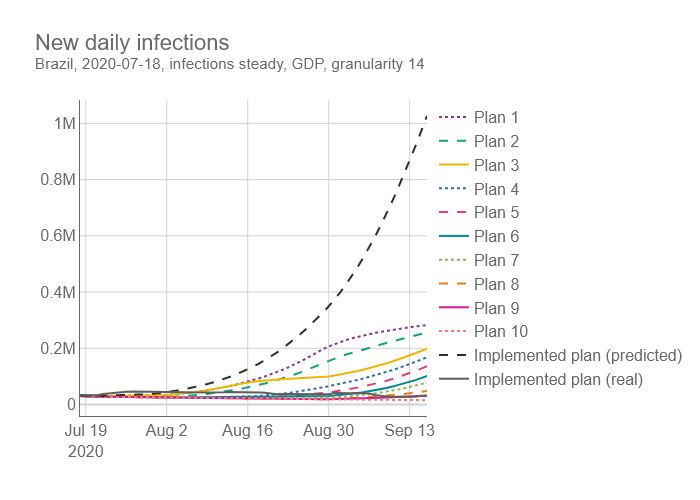 New daily infections
Brazil, 2020-07-18, infections steady, GDP, granularity 14
1M
0.8M
0.6M
0.4M
0.2M
0
Jul 19
2020
Aug 2
Aug 16
Aug 30
Sep 13
Plan 1
Plan 2
Plan 3
Plan 4
Plan 5
Plan 6
Plan 7
Plan 8
Plan 9
Plan 10
Implemented plan (predicted)
Implemented plan (real)